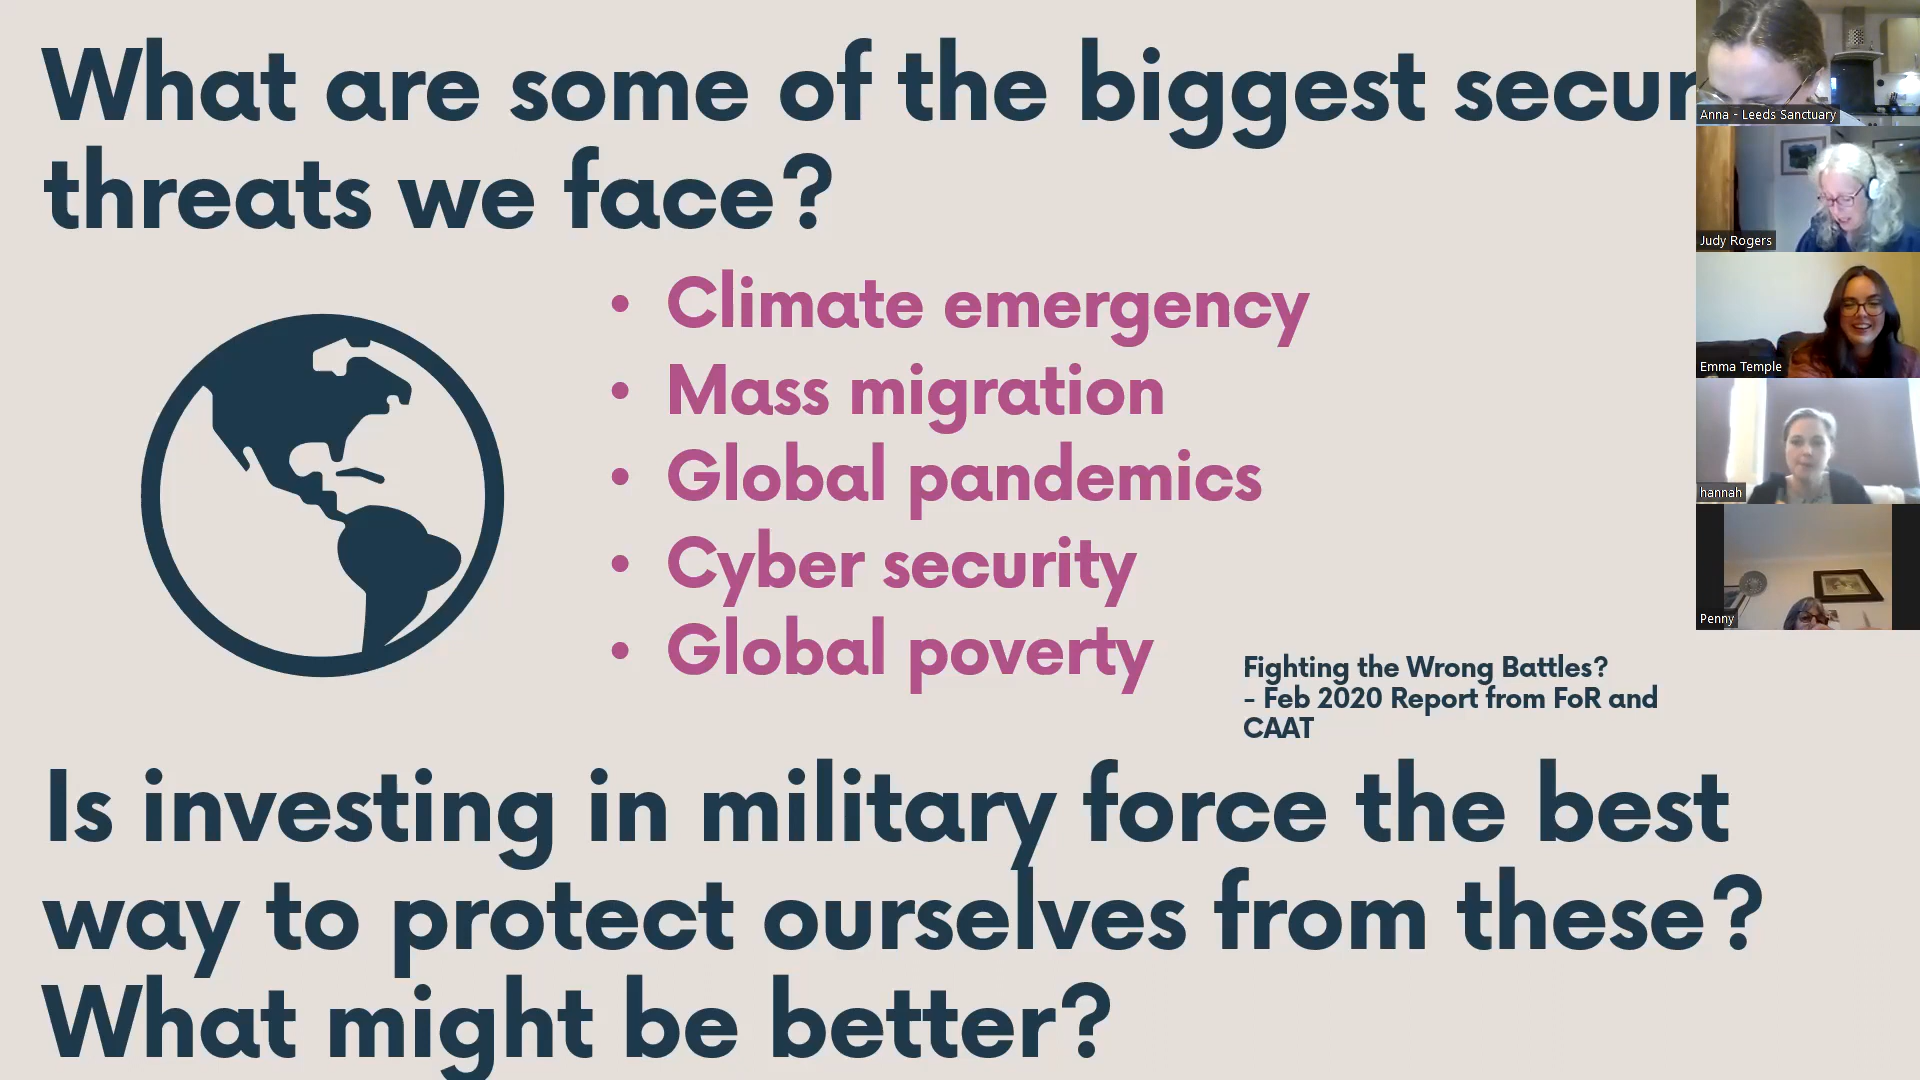 What are some of the biggest secur
threats we face?
• Climate emergency
• Mass migration
• Global pandemics
• Cyber security
• Global poverty
Fighting the Wrong Battles?
- Feb 2020 Report from FoR and
CAAT
Is investing in military force the best
way to protect ourselves from these?
What might be better?
Anna - Leeds Sanctuary
Judy Rogers
Emma Temple
hannah
Penny